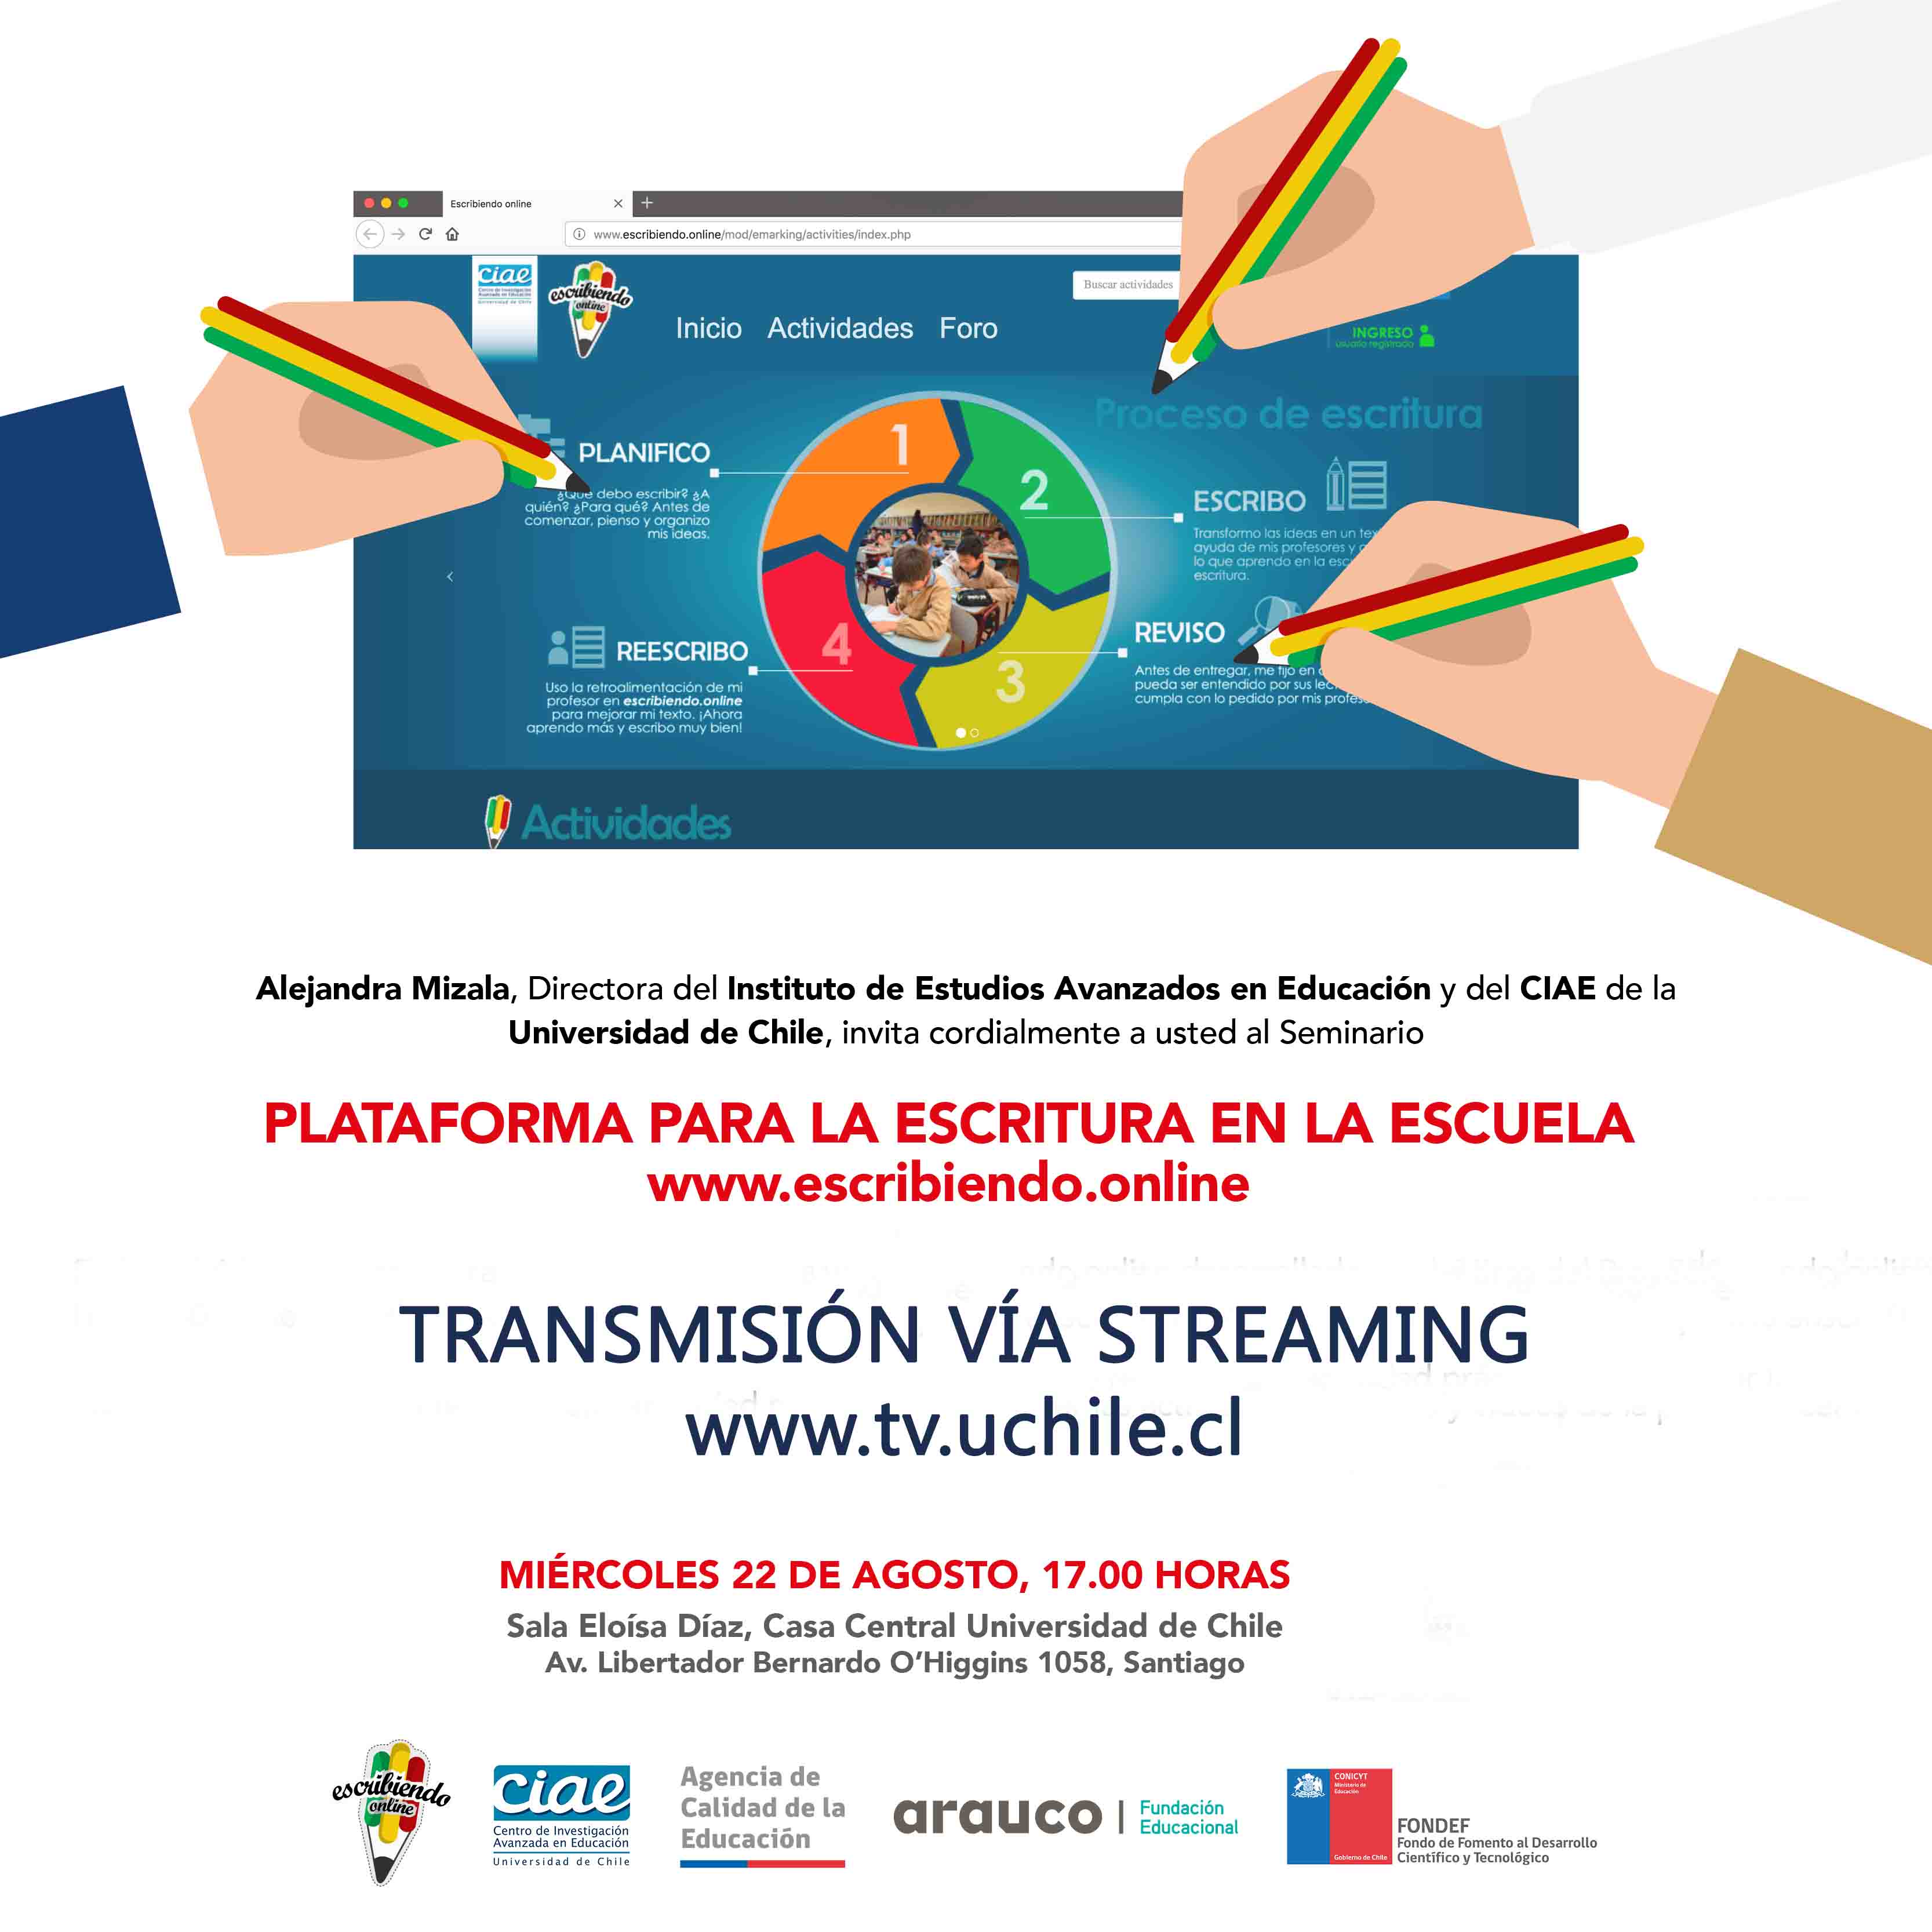 Escribiendo online
www.escribiendo.online/mod/emarking/activities/index.php
ciae
Centro de Investigación
Avanzada en Educación
Universidad de Chile
escribiendo
online
Inicio Actividades Foro
Buscar actividades
INGRESO
usuario registrado
Proceso de escritura
PLANIFICO
¿Qué debo escribir? ¿A
quién? ¿Para qué? Antes de
comenzar, pienso y organizo
mis ideas.
1
2
ESCRIBO
Transformo las ideas en un
ayuda de mis profesores y
lo que aprendo en la
escritura.
REESCRIBO
Uso la retroalimentación de mi
profesor en escribiendo.online
para mejorar mi texto. ¡Ahora
aprendo más y escribo muy bien!
4
3
REVISO
Antes de entregar, me fijo en
pueda ser entendido por sus
cumpla con lo pedido por mis
Actividades
Alejandra Mizala, Directora del Instituto de Estudios Avanzados en Educación y del CIAE de la
Universidad de Chile, invita cordialmente a usted al Seminario
PLATAFORMA PARA LA ESCRITURA EN LA ESCUELA
www.escribiendo.online
TRANSMISIÓN VÍA STREAMING
www.tv.uchile.cl
MIÉRCOLES 22 DE AGOSTO, 17.00 HORAS
Sala Eloísa Díaz, Casa Central Universidad de Chile
Av. Libertador Bernardo O’Higgins 1058, Santiago
escribiendo
online
ciae
Centro de Investigación
Avanzada en Educación
Universidad de Chile
Agencia de
Calidad de la
Educación
arauco | Fundación
Educacional
CONICYT
Ministerio de
Educación
Gobierno de Chile
FONDEF
Fondo de Fomento al Desarrollo
Científico y Tecnológico